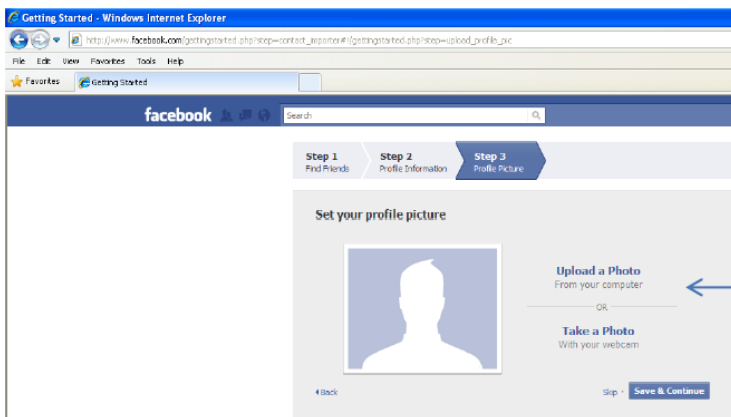 Getting Started - Windows Internet Explorer
http://www.facebook.com/gettingstarted.php?step=contact_importer#!/gettingstarted.php?step=upload_profile_pic
File Edit View Favorites Tools Help
Favorites Getting Started
facebook Search
Step 1 Step 2 Step 3
Find Friends Profile Information Profile Picture
Set your profile picture
Upload a Photo
From your computer
OR
Take a Photo
With your webcam
Back Skip · Save & Continue